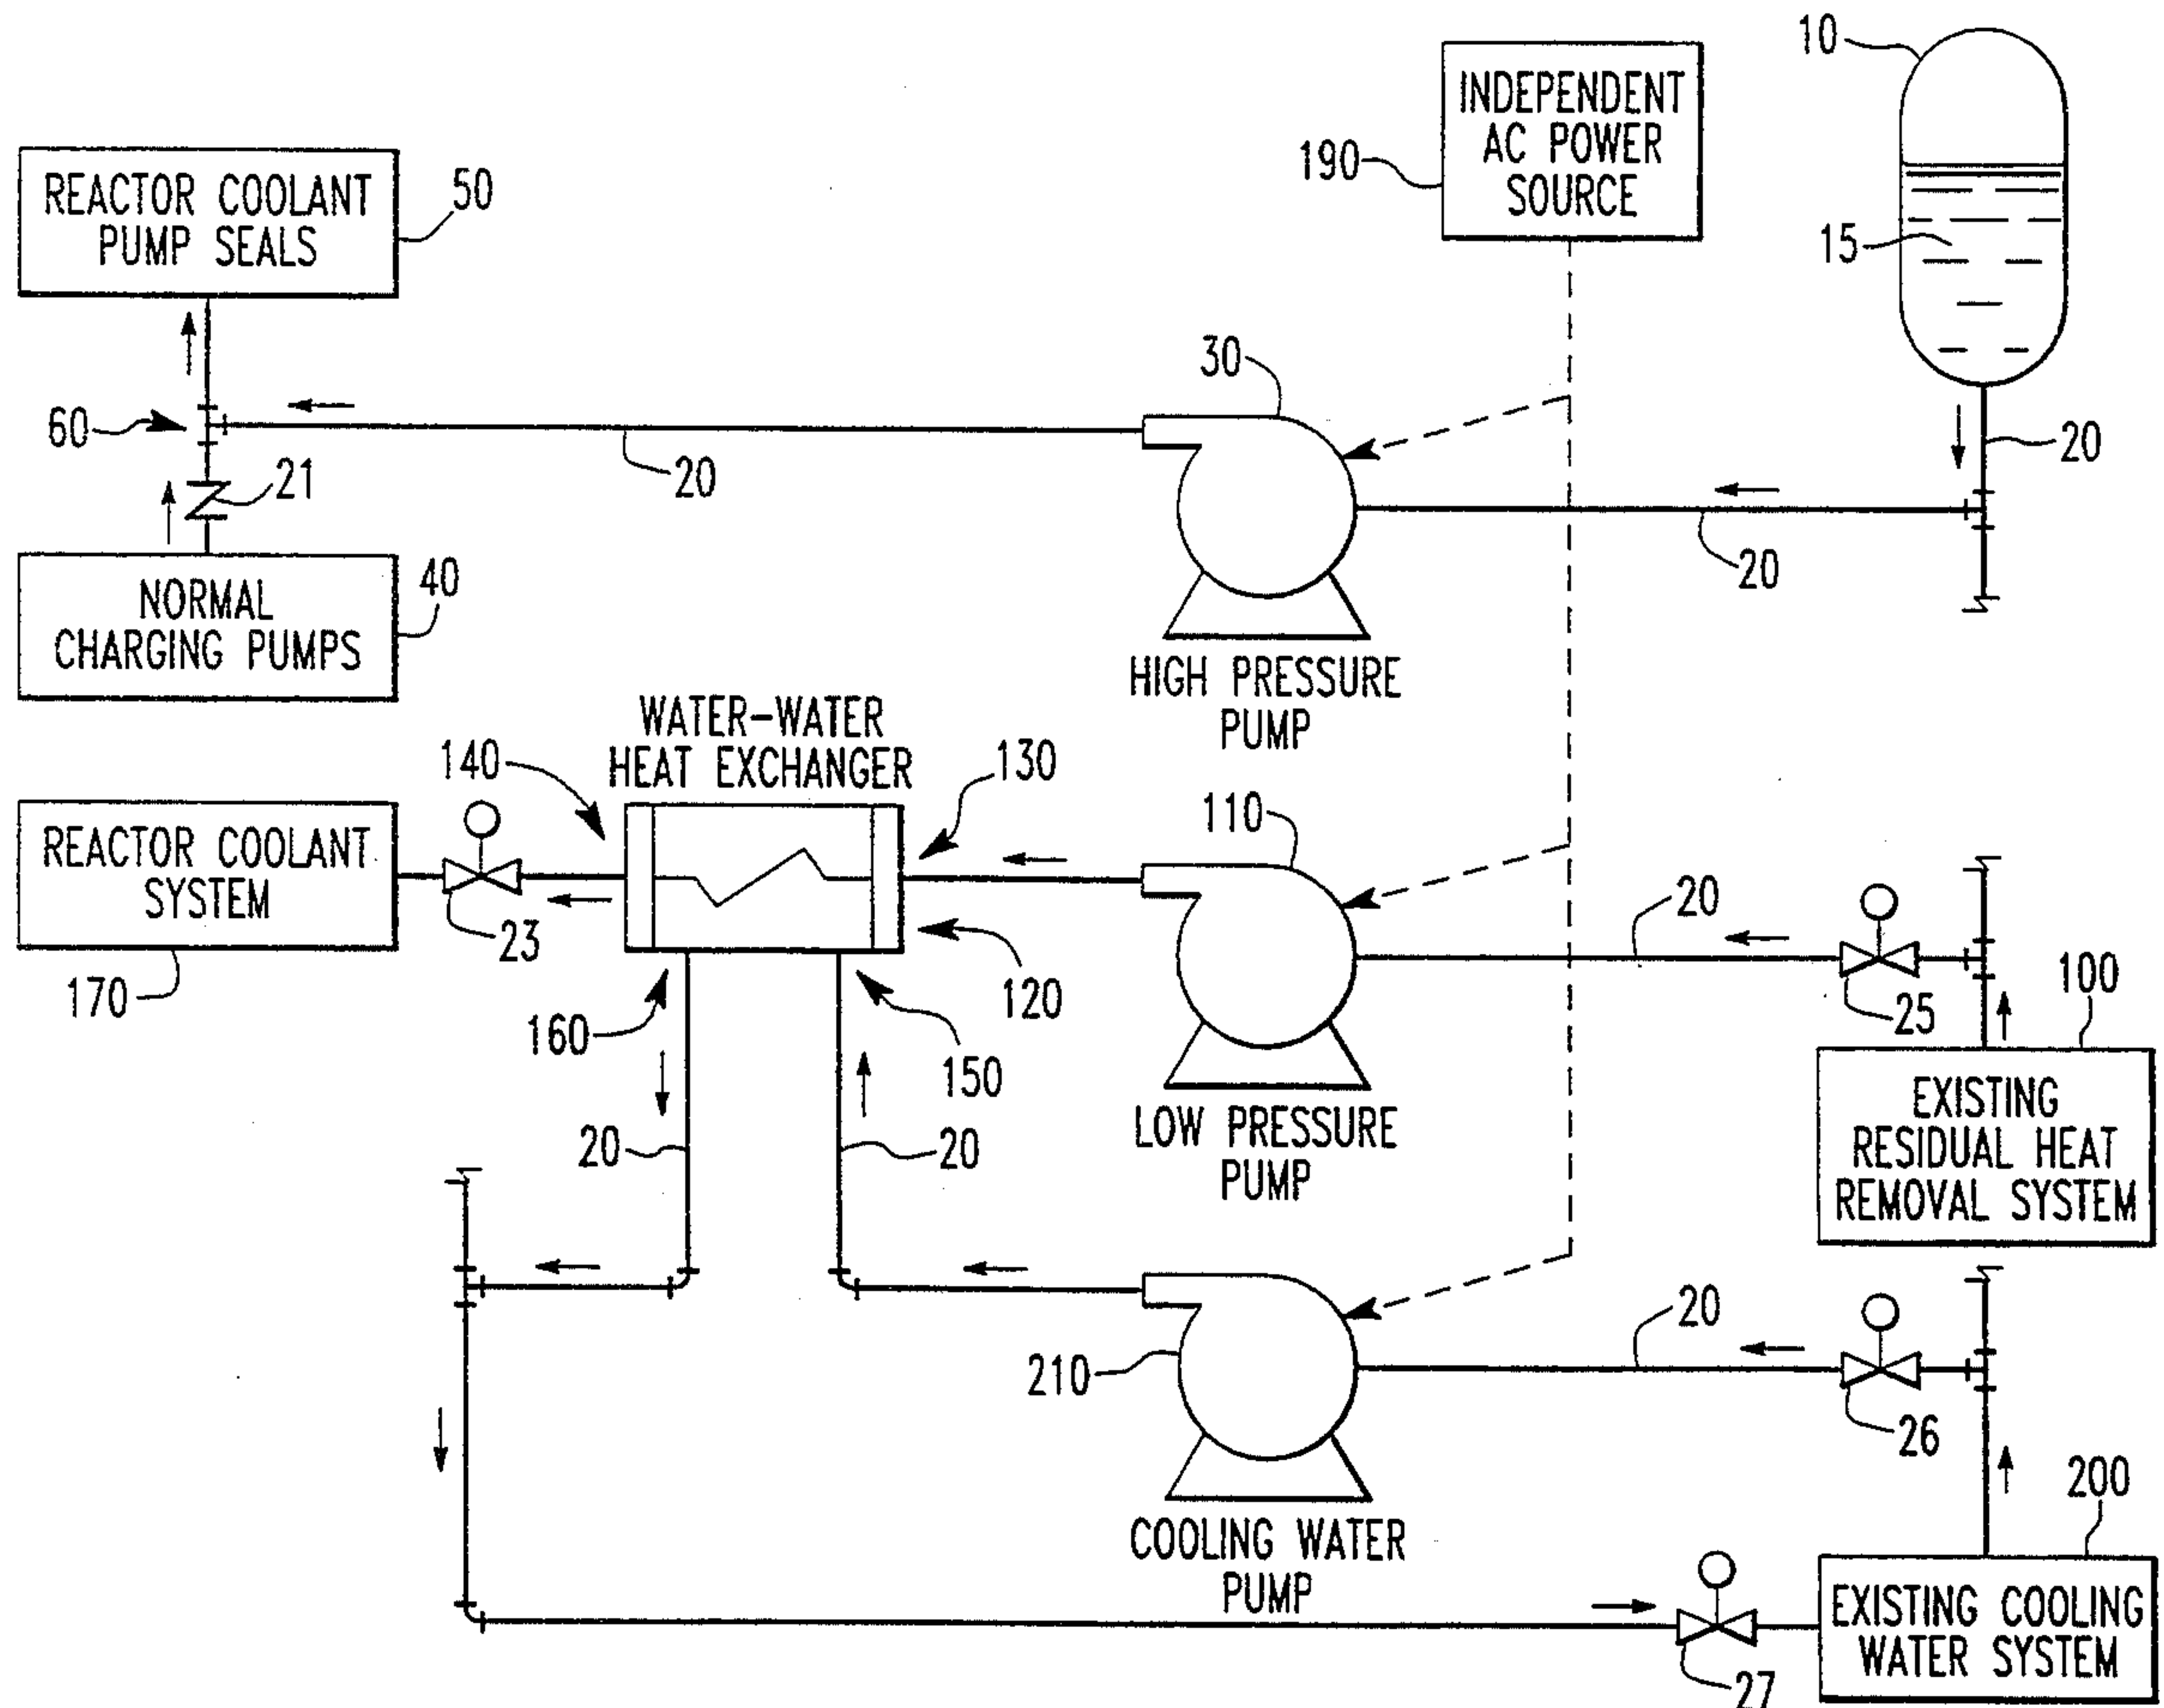 10
INDEPENDENT
AC POWER
SOURCE
190
REACTOR COOLANT
PUMP SEALS
50
15
30
60
20
20
21
20
NORMAL
CHARGING PUMPS
40
HIGH PRESSURE
PUMP
WATER-WATER
HEAT EXCHANGER
140
130
110
REACTOR COOLANT
SYSTEM
23
20
170
120
25
100
160
150
EXISTING
RESIDUAL HEAT
REMOVAL SYSTEM
LOW PRESSURE
PUMP
20
20
20
210
26
200
COOLING WATER
PUMP
EXISTING COOLING
WATER SYSTEM
27